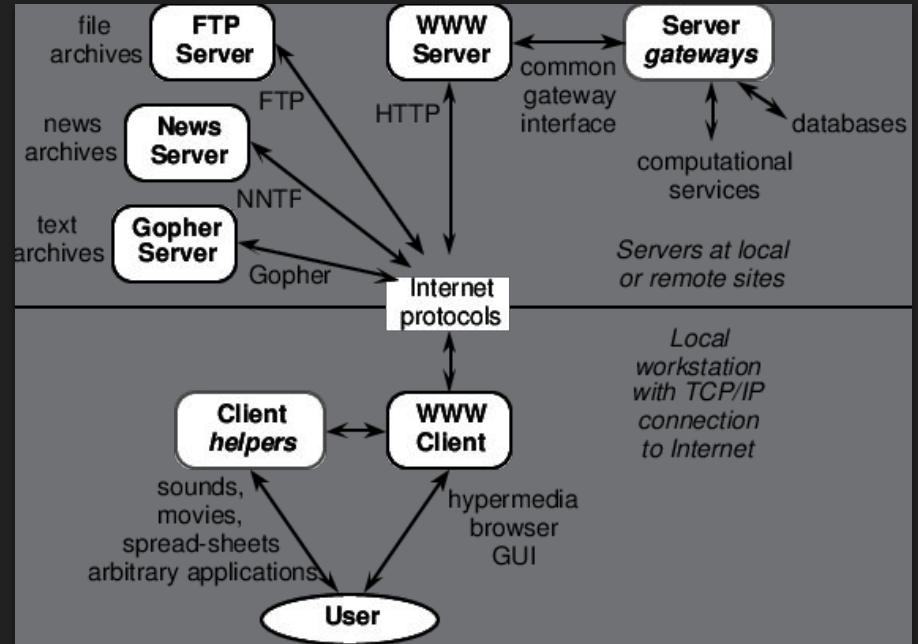 file
archives
FTP
Server
WWW
Server
Server
gateways
FTP
HTTP
common
gateway
interface
news
archives
News
Server
databases
computational
services
NNTF
text
archives
Gopher
Server
Gopher
Servers at local
or remote sites
Internet
protocols
Local
workstation
with TCP/IP
connection
to Internet
Client
helpers
WWW
Client
sounds,
movies,
spread-sheets
arbitrary applications
hypermedia
browser
GUI
User